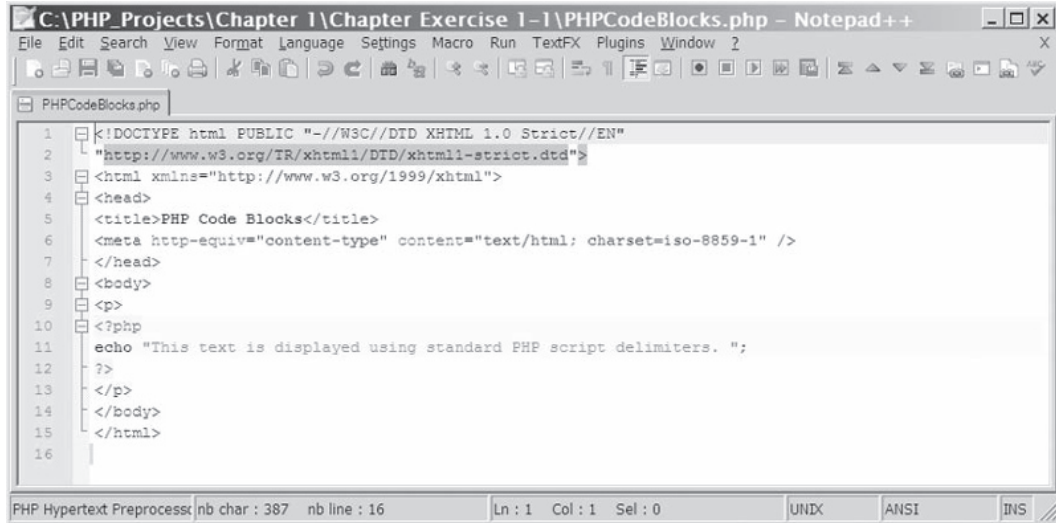 C:\PHP_Projects\Chapter 1\Chapter Exercise 1-1\PHPCodeBlocks.php - Notepad++
File Edit Search View Format Language Settings Macro Run TextFX Plugins Window ? X
PHPCodeBlocks.php
1 <!DOCTYPE html PUBLIC "-//W3C//DTD XHTML 1.0 Strict//EN"
2 "http://www.w3.org/TR/xhtml1/DTD/xhtml1-strict.dtd">
3 <html xmlns="http://www.w3.org/1999/xhtml">
4 <head>
5 <title>PHP Code Blocks</title>
6 <meta http-equiv="content-type" content="text/html; charset=iso-8859-1" />
7 </head>
8 <body>
9 <p>
10 <?php
11 echo "This text is displayed using standard PHP script delimiters. ";
12 ?>
13 </p>
14 </body>
15 </html>
16
PHP Hypertext Preprocessc nb char : 387 nb line : 16 Ln : 1 Col : 1 Sel : 0 UNIX ANSI INS